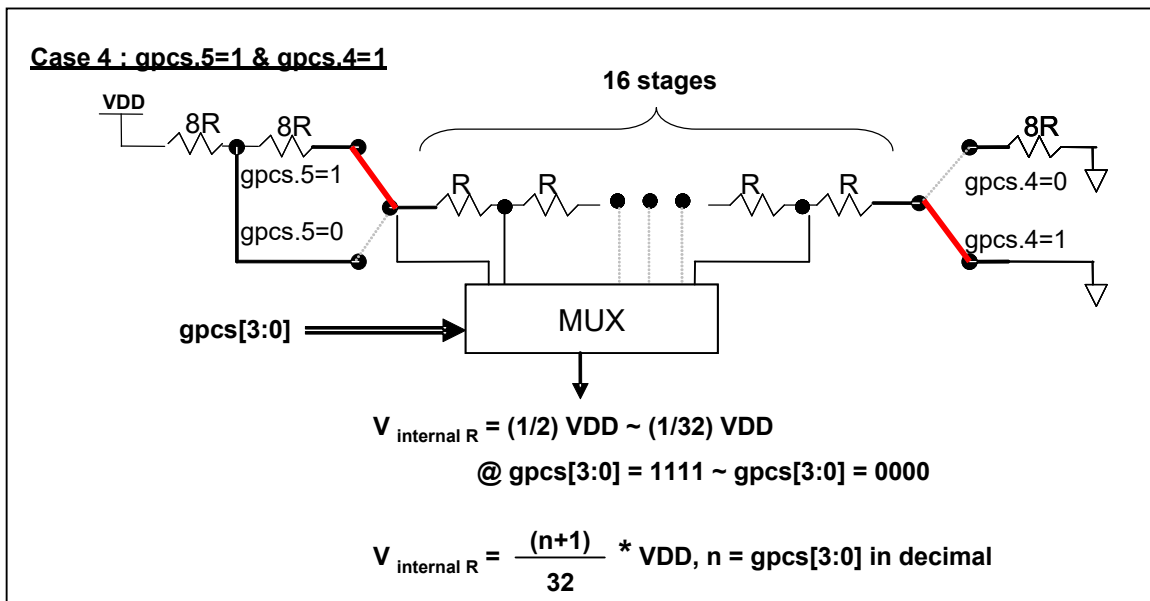 Case 4 : gpcs.5=1 & gpcs.4=1
16 stages
VDD
8R
8R
8R
gpcs.5=1
R
R
R
R
gpcs.4=0
gpcs.5=0
gpcs.4=1
MUX
gpcs[3:0]
V internal R = (1/2) VDD ~ (1/32) VDD
@ gpcs[3:0] = 1111 ~ gpcs[3:0] = 0000
(n+1)
V internal R = * VDD, n = gpcs[3:0] in decimal
32